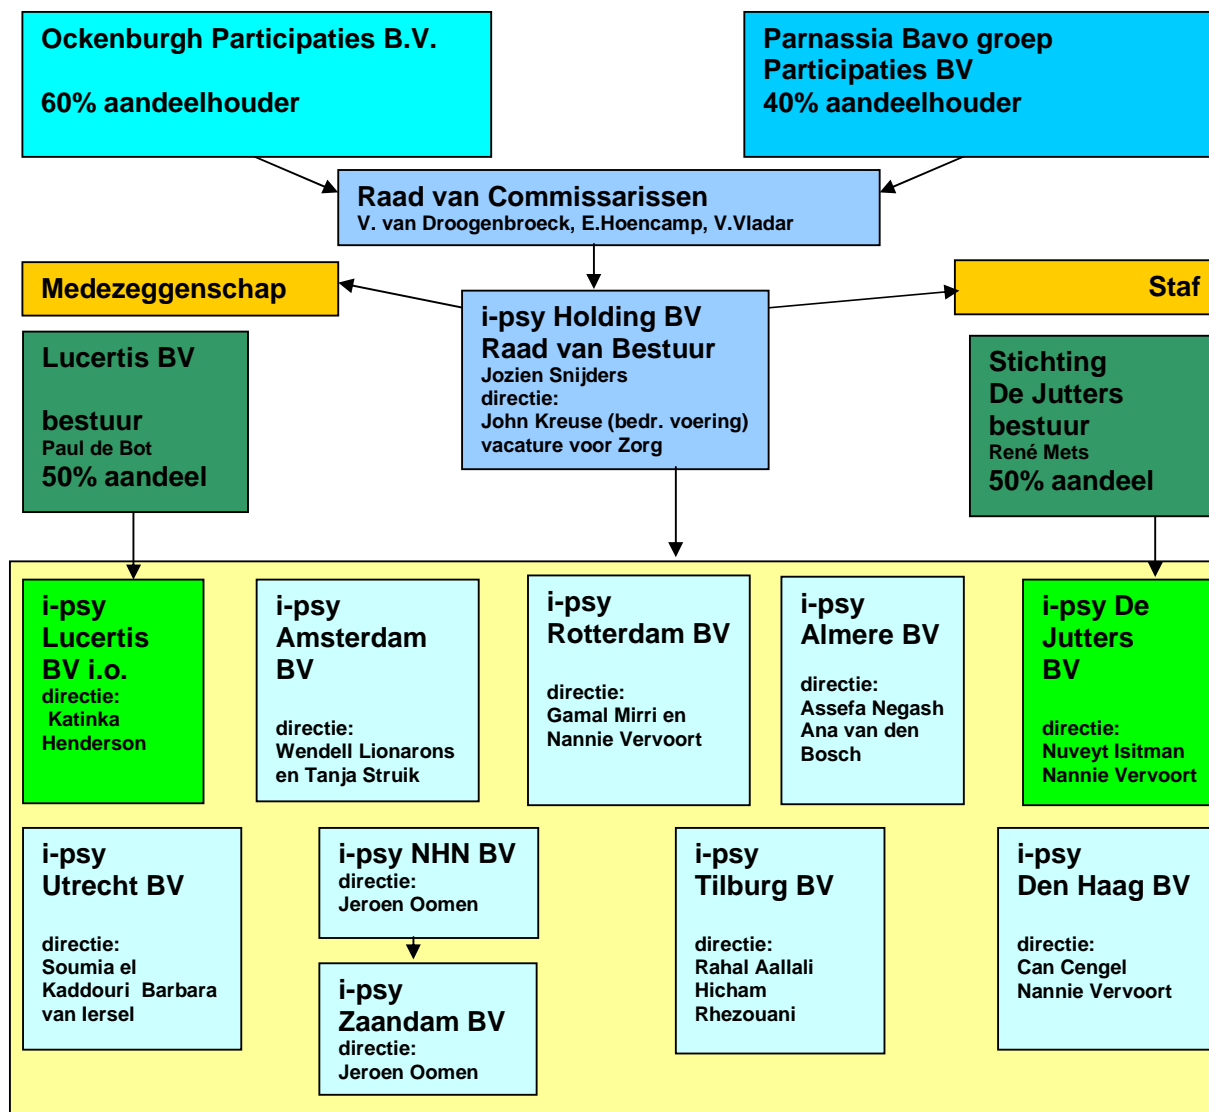 Ockenburgh Participaties B.V.
60% aandeelhouder
Parnassia Bavo groep
Participaties BV
40% aandeelhouder
Raad van Commissarissen
V. van Droogenbroeck, E.Hoencamp, V.Vladar
Medezeggenschap
Staf
i-psy Holding BV
Raad van Bestuur
Jozien Snijders
directie:
John Kreuse (bedr. voering)
vacature voor Zorg
Lucertis BV
bestuur
Paul de Bot
50% aandeel
Stichting
De Jutters
bestuur
René Mets
50% aandeel
i-psy
Lucertis
BV i.o.
directie:
Katinka
Henderson
i-psy
Amsterdam
BV
directie:
Wendell Lionarons
en Tanja Struik
i-psy
Rotterdam BV
directie:
Gamal Mirri en
Nannie Vervoort
i-psy
Almere BV
directie:
Assefa Negash
Ana van den
Bosch
i-psy De
Jutters
BV
directie:
Nuveyt Isitman
Nannie Vervoort
i-psy
Utrecht BV
directie:
Soumia el
Kaddouri Barbara
van Iersel
i-psy NHN BV
directie:
Jeroen Oomen
i-psy
Zaandam BV
directie:
Jeroen Oomen
i-psy
Tilburg BV
directie:
Rahal Aallali
Hicham
Rhezouani
i-psy
Den Haag BV
directie:
Can Cengel
Nannie Vervoort